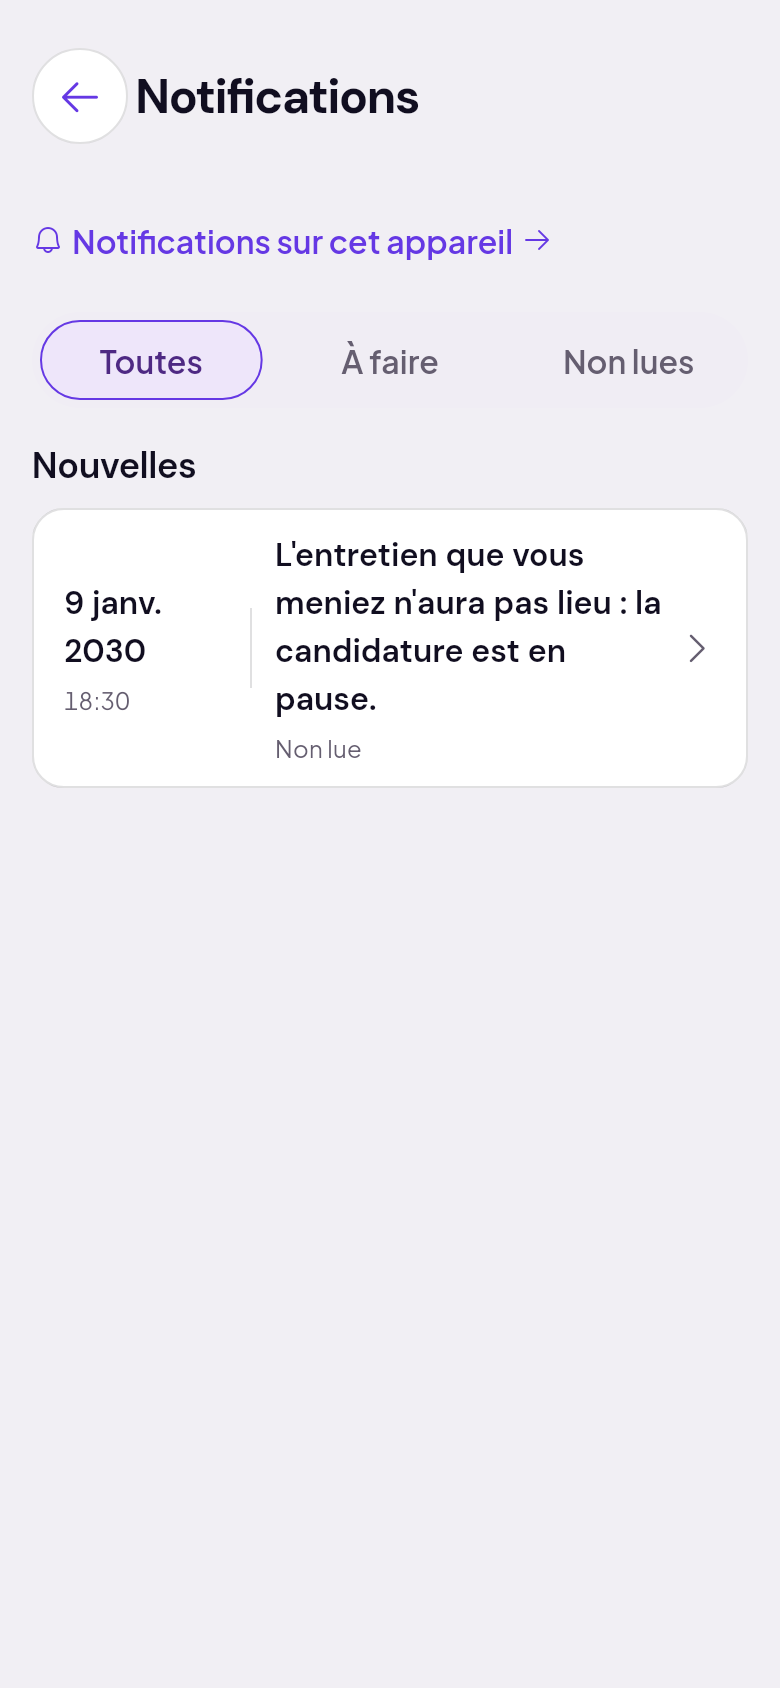 Notifications
Notifications sur cet appareil
Toutes
À faire
Non lues
Nouvelles
9 janv.
2030
18:30
L'entretien que vous
meniez n'aura pas lieu : la
candidature est en
pause.
Non lue